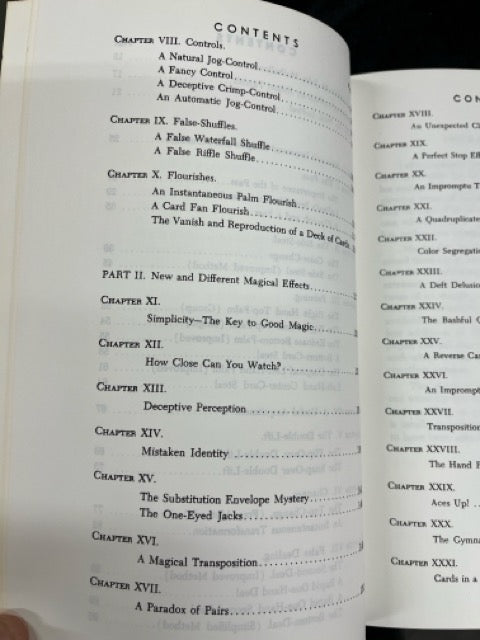 CONTENTS
CHAPTER VIII. Controls.
A Natural Jog-Control
A Fancy Control
A Deceptive Crimp-Control
An Automatic Jog-Control
CHAPTER IX. False-Shuffles.
A False Waterfall Shuffle
A False Riffle Shuffle
CHAPTER X. Flourishes.
An Instantaneous Palm Flourish
A Card Fan Flourish
The Vanish and Reproduction of a Deck of Cards
PART II. New and Different Magical Effects
CHAPTER XI.
Simplicity—The Key to Good Magic
CHAPTER XII.
How Close Can You Watch?
CHAPTER XIII.
Deceptive Perception
CHAPTER XIV.
Mistaken Identity
CHAPTER XV.
The Substitution Envelope Mystery
The One-Eyed Jacks
CHAPTER XVI.
A Magical Transposition
CHAPTER XVII.
A Paradox of Pairs
CON
CHAPTER XVIII.
An Unexpected
CHAPTER XIX.
A Perfect Stop
CHAPTER XX.
An Impromptu
CHAPTER XXI.
A Quadruplicate
CHAPTER XXII.
Color
CHAPTER XXIII.
A Deft
CHAPTER XXIV.
The Bashful
CHAPTER XXV.
A Reverse
CHAPTER XXVI.
An
CHAPTER XXVII.
CHAPTER XXVIII.
The Hand
CHAPTER XXIX.
Aces Up!
CHAPTER XXX.
The
CHAPTER XXXI.
Cards in a